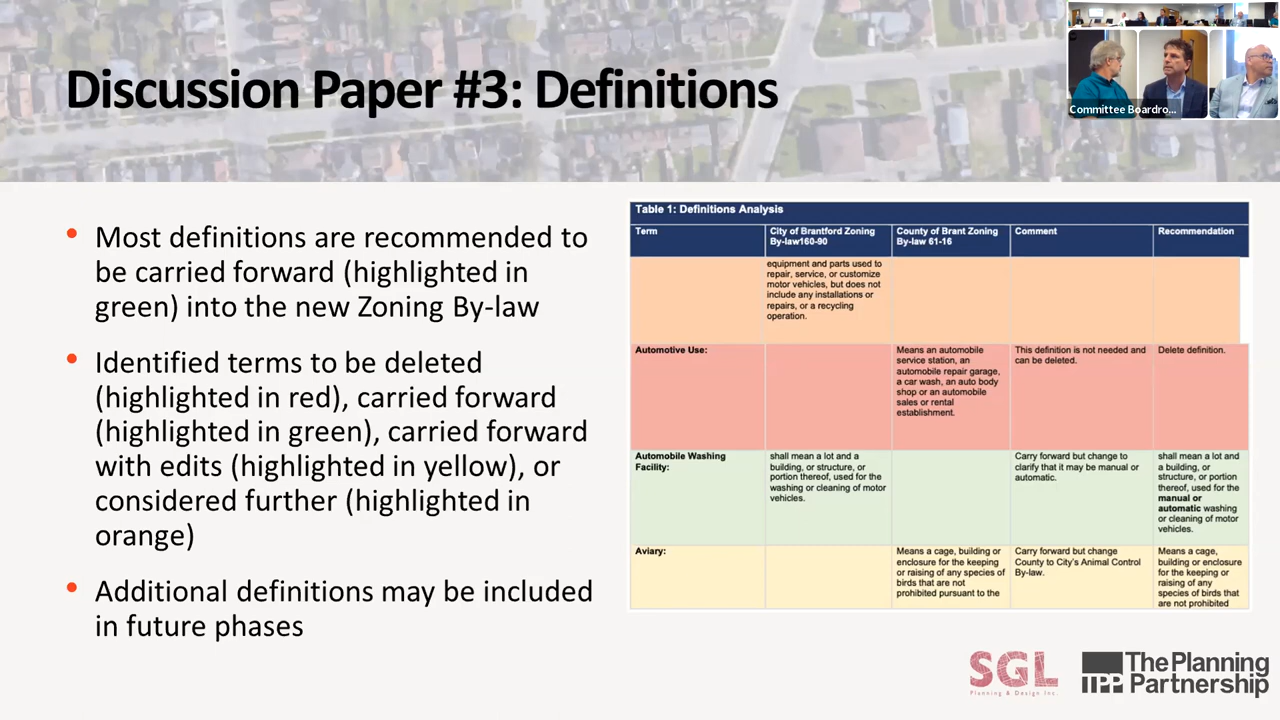 Discussion Paper #3: Definitions
Committee Boardro...
• Most definitions are recommended to
be carried forward (highlighted in
green) into the new Zoning By-law
• Identified terms to be deleted
(highlighted in red), carried forward
(highlighted in green), carried forward
with edits (highlighted in yellow), or
considered further (highlighted in
orange)
• Additional definitions may be included
in future phases
Table 1: Definitions Analysis
Term
City of Brantford Zoning
By-law160-90
County of Brant Zoning
By-law 61-16
Comment
Recommendation
equipment and parts used to
repair, service, or customize
motor vehicles, but does not
include any installations or
repairs, or a recycling
operation.
Automotive Use:
Means an automobile
service station, an
automobile repair garage,
a car wash, an auto body
shop or an automobile
sales or rental
establishment.
This definition is not needed and
can be deleted.
Delete definition.
Automobile Washing
Facility:
shall mean a lot and a
building, or structure, or
portion thereof, used for the
washing or cleaning of motor
vehicles.
Carry forward but change to
clarify that it may be manual or
automatic.
shall mean a lot and
a building, or
structure, or portion
thereof, used for the
manual or
automatic washing
or cleaning of motor
vehicles.
Aviary:
Means a cage, building or
enclosure for the keeping
or raising of any species of
birds that are not
prohibited pursuant to the
Carry forward but change
County to City's Animal Control
By-law.
Means a cage,
building or enclosure
for the keeping or
raising of any
species of birds that
are not prohibited
SGL
Planning & Design Inc.
TPP
The Planning
Partnership